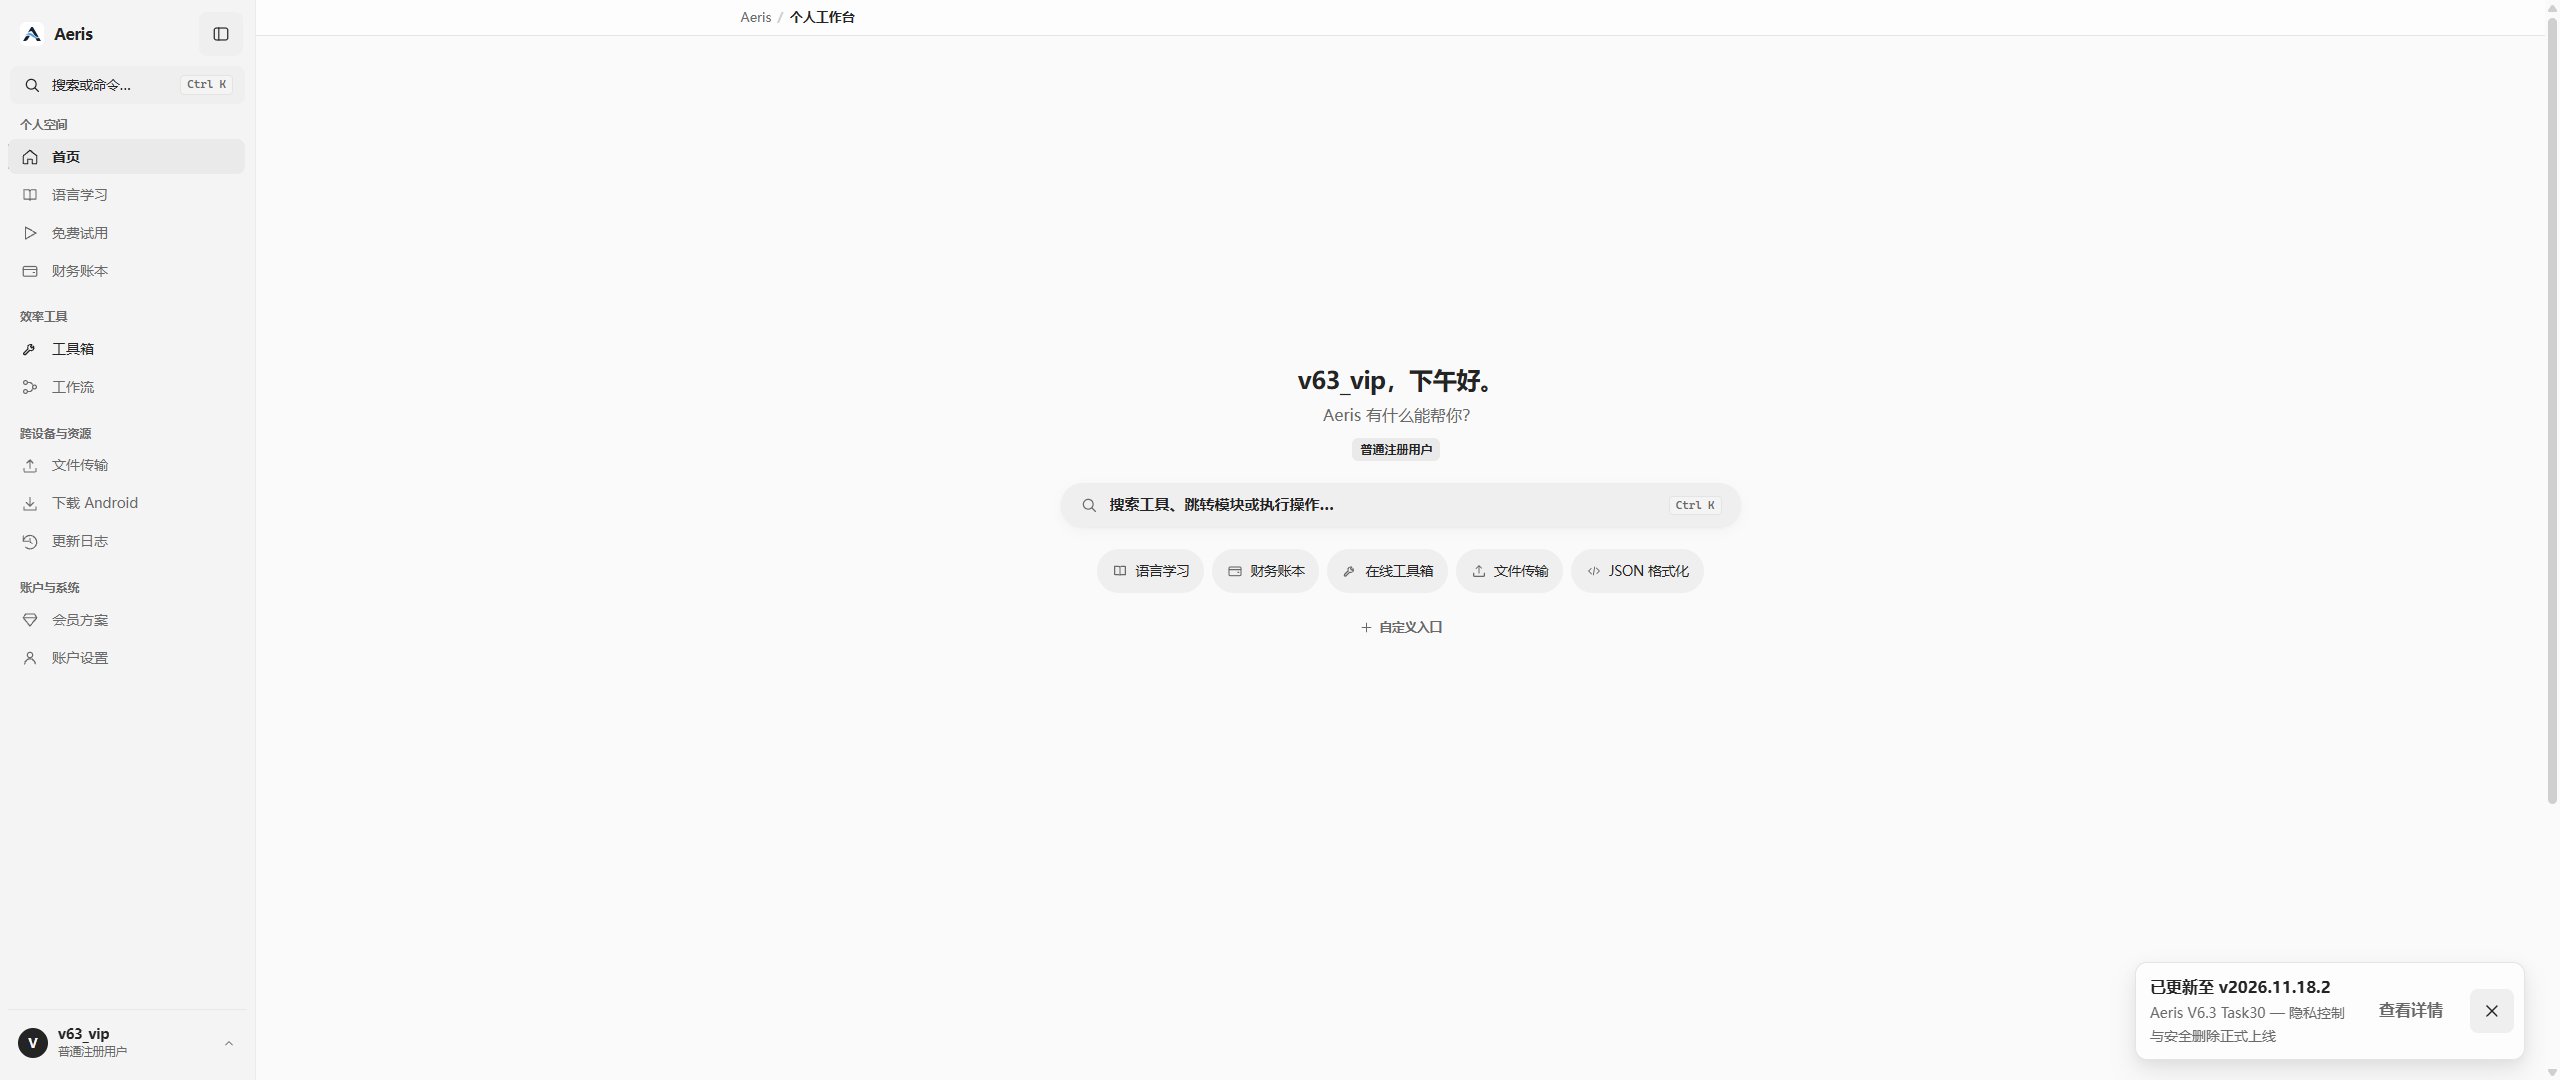 Aeris
搜索或命令... Ctrl K
个人空间
首页
语言学习
免费试用
财务账本
效率工具
工具箱
工作流
跨设备与资源
文件传输
下载 Android
更新日志
账户与系统
会员方案
账户设置
V
v63_vip
普通注册用户
Aeris / 个人工作台
v63_vip，下午好。
Aeris 有什么能帮你？
普通注册用户
搜索工具、跳转模块或执行操作... Ctrl K
语言学习 财务账本 在线工具箱 文件传输 JSON 格式化
自定义入口
已更新至 v2026.11.18.2
Aeris V6.3 Task30 — 隐私控制
与安全删除正式上线
查看详情